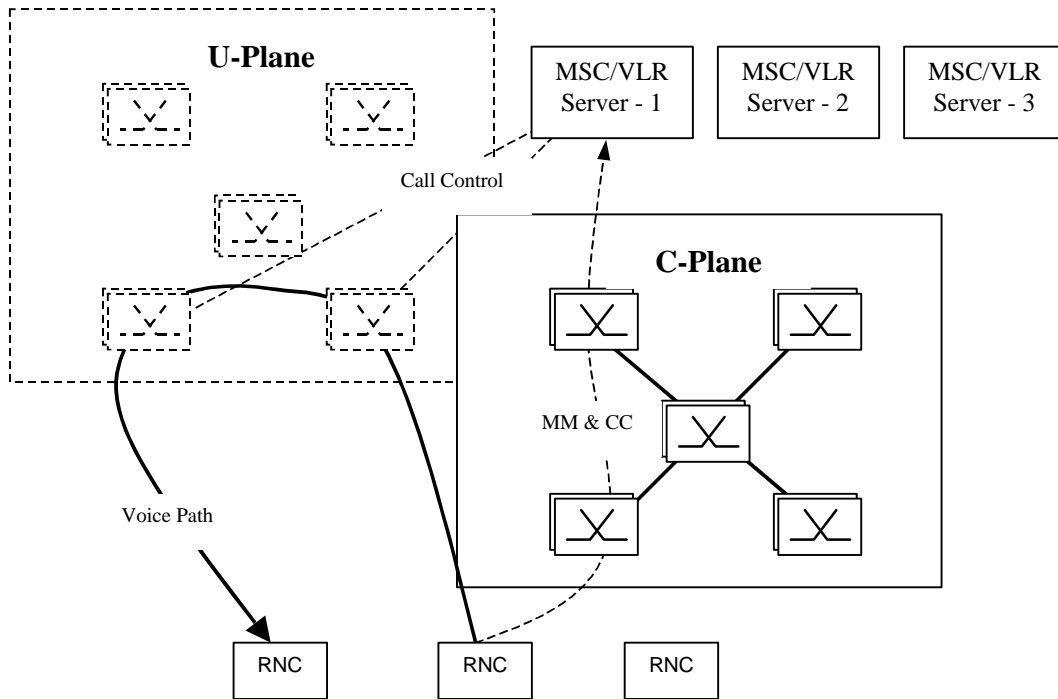 U-Plane
MSC/VLR
Server - 1
MSC/VLR
Server - 2
MSC/VLR
Server - 3
Call Control
C-Plane
MM & CC
Voice Path
RNC
RNC
RNC